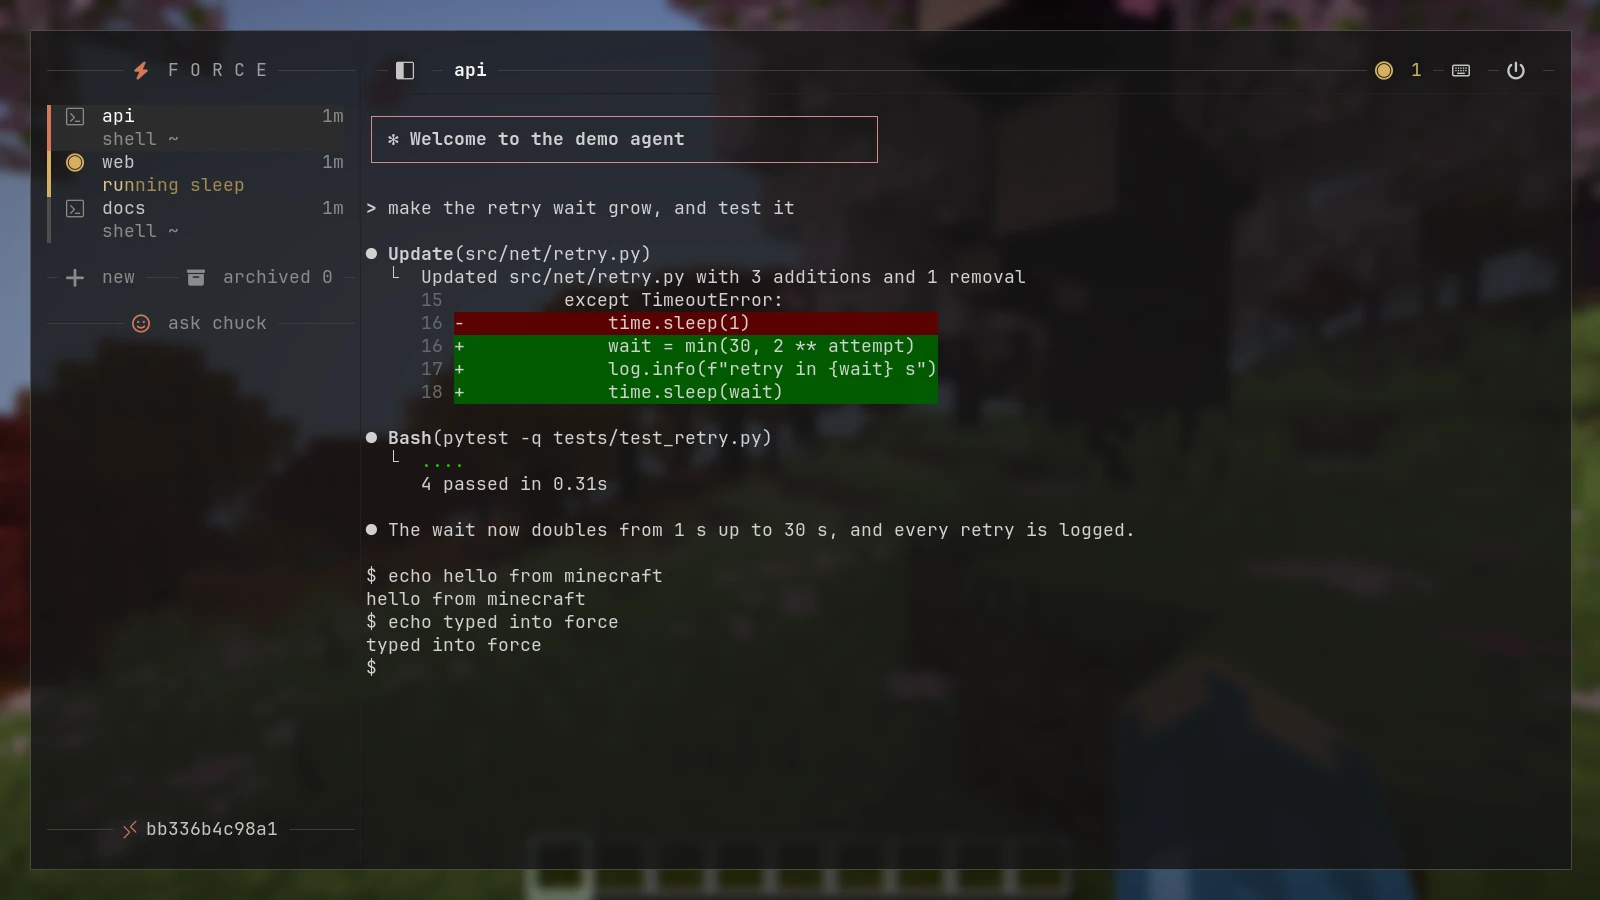 FORCE
api 1m
shell ~
web 1m
running sleep
docs 1m
shell ~
new archived 0
ask chuck
bb336b4c98a1
api 1
✻ Welcome to the demo agent
> make the retry wait grow, and test it
● Update(src/net/retry.py)
└ Updated src/net/retry.py with 3 additions and 1 removal
15 except TimeoutError:
16 - time.sleep(1)
16 + wait = min(30, 2 ** attempt)
17 + log.info(f"retry in {wait} s")
18 + time.sleep(wait)
● Bash(pytest -q tests/test_retry.py)
└ ....
4 passed in 0.31s
● The wait now doubles from 1 s up to 30 s, and every retry is logged.
$ echo hello from minecraft
hello from minecraft
$ echo typed into force
typed into force
$